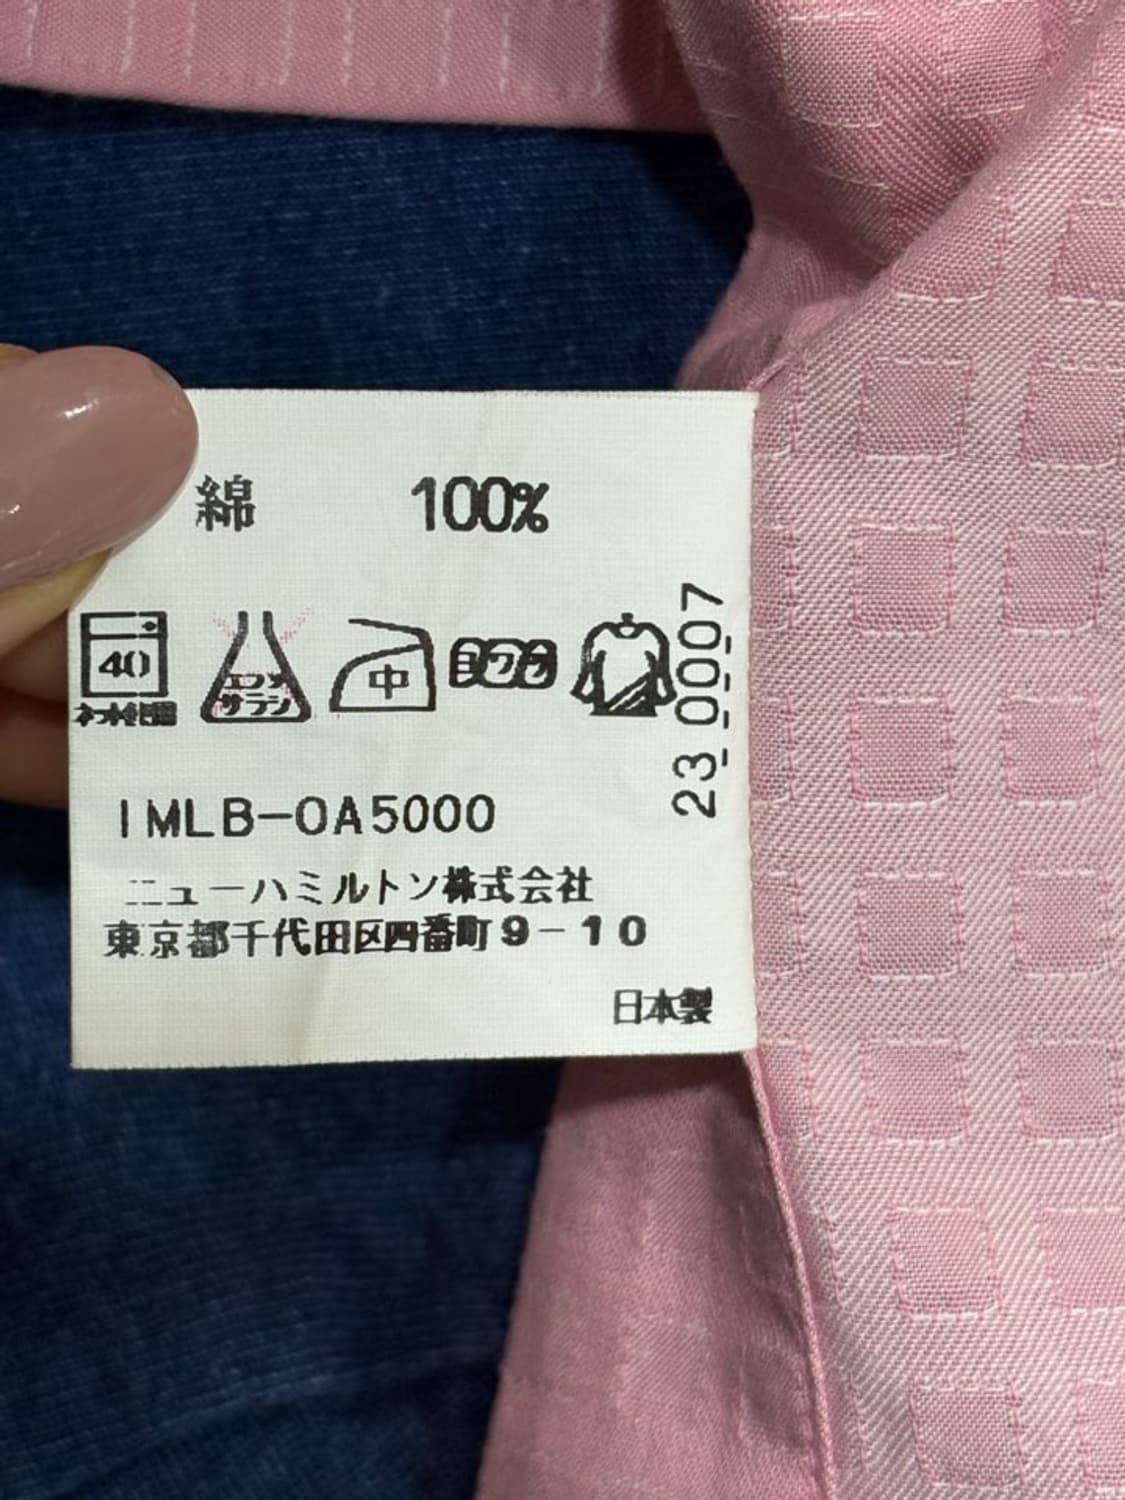 綿 100%
40
エンソ
サラシ
中
IMLB-OA5000
23 0007
ニューハミルトン株式会社
東京都千代田区四番町9-10
日本製